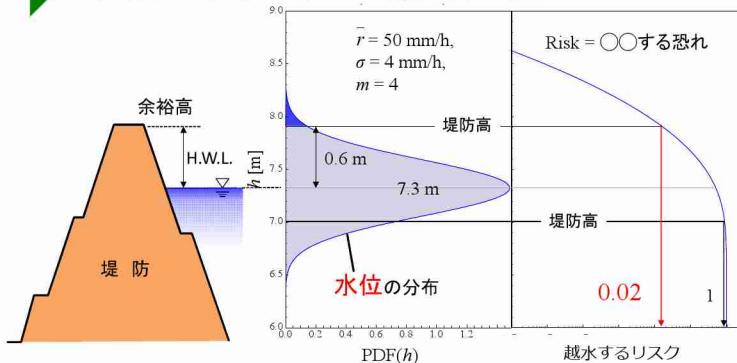 余裕高
H.W.L.
堤 防
h [m]
9.0
8.5
8.0
7.5
7.0
6.5
6.0
r̅ = 50 mm/h,
σ = 4 mm/h,
m = 4
0.6 m
7.3 m
水位の分布
0.0 0.2 0.4 0.6 0.8 1.0 1.2 1.4
PDF(h)
Risk = ○○する恐れ
堤防高
堤防高
0.02
1
越水するリスク